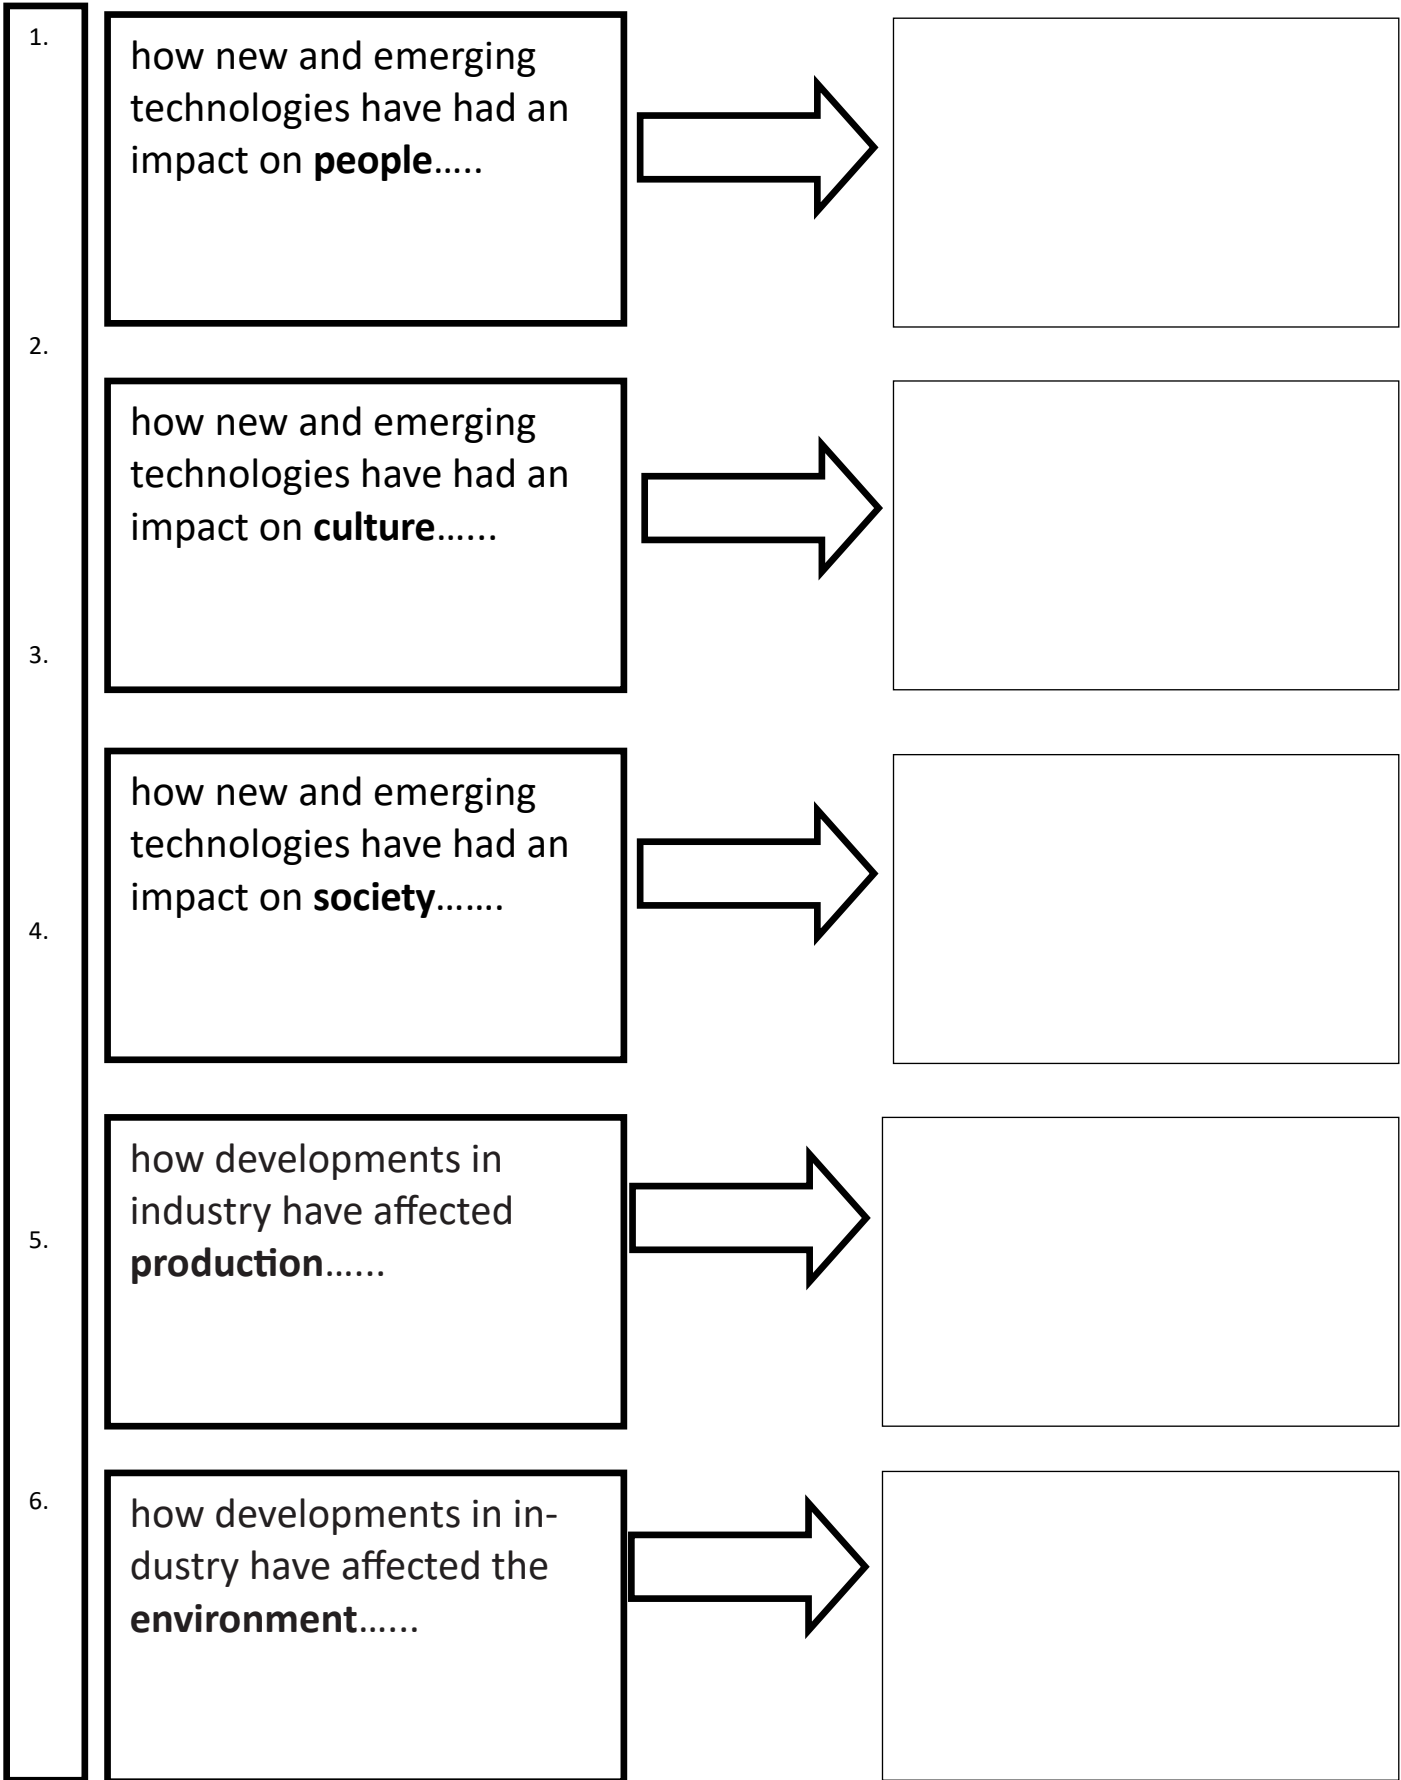 1.
how new and emerging
technologies have had an
impact on people.....
2.
how new and emerging
technologies have had an
impact on culture......
3.
how new and emerging
technologies have had an
impact on society.......
4.
how developments in
industry have affected
production......
5.
6.
how developments in in-
dustry have affected the
environment......